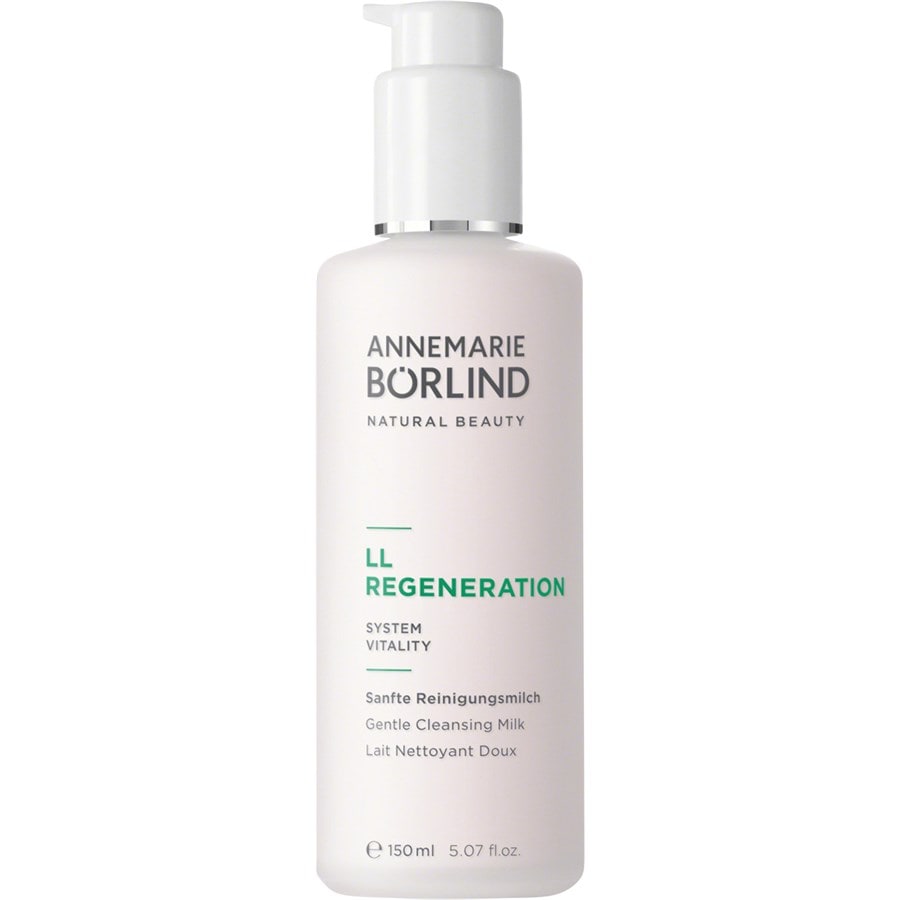 ANNEMARIE
BÖRLIND
NATURAL BEAUTY
LL
REGENERATION
SYSTEM
VITALITY
Sanfte Reinigungsmilch
Gentle Cleansing Milk
Lait Nettoyant Doux
℮ 150 ml 5.07 fl.oz.